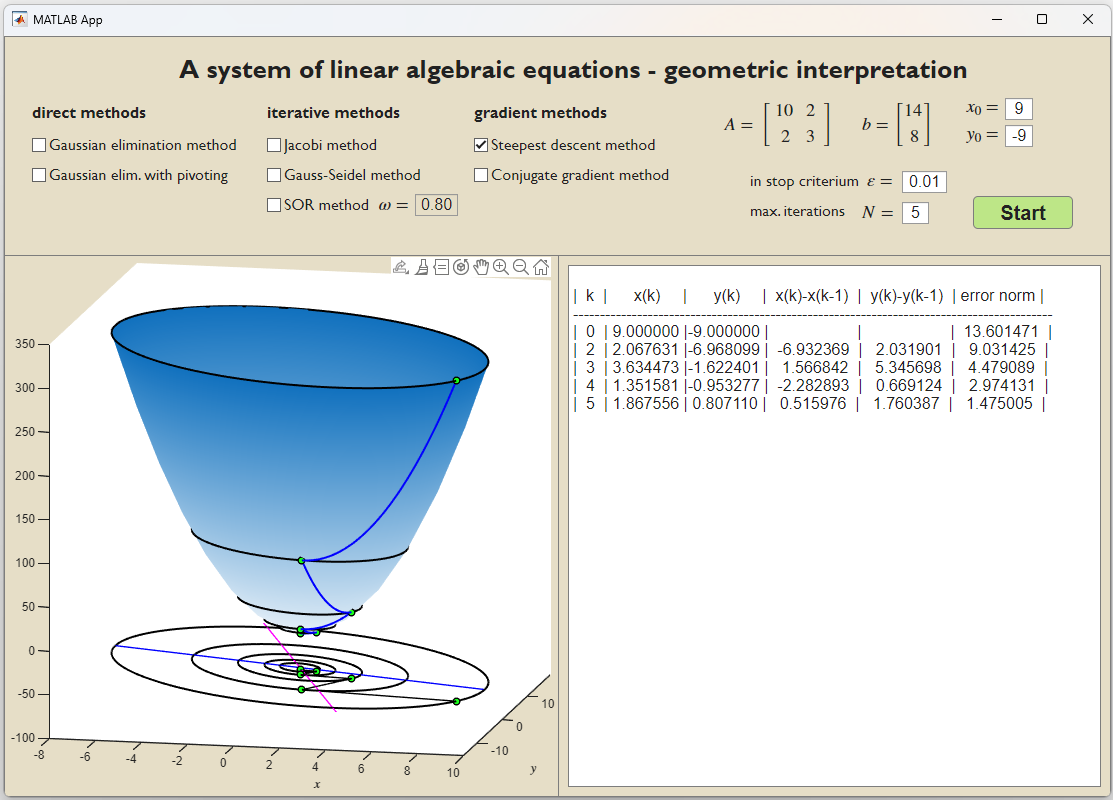 MATLAB App
A system of linear algebraic equations - geometric interpretation
direct methods
Gaussian elimination method
Gaussian elim. with pivoting
iterative methods
Jacobi method
Gauss-Seidel method
SOR method ω = 0.80
gradient methods
Steepest descent method
Conjugate gradient method
A = [10 2
2 3]
b = [14
8]
x0 = 9
y0 = -9
in stop criterium ε = 0.01
max. iterations N = 5
Start
350
300
250
200
150
100
50
0
-50
-100
-8 -6 -4 -2 0 2 4 6 8 10
x
10
0
-10
y
| k | x(k) | y(k) | x(k)-x(k-1) | y(k)-y(k-1) | error norm |
| 0 | 9.000000 |-9.000000 | | | 13.601471 |
| 2 | 2.067631 |-6.968099 | -6.932369 | 2.031901 | 9.031425 |
| 3 | 3.634473 |-1.622401 | 1.566842 | 5.345698 | 4.479089 |
| 4 | 1.351581 |-0.953277 | -2.282893 | 0.669124 | 2.974131 |
| 5 | 1.867556 | 0.807110 | 0.515976 | 1.760387 | 1.475005 |